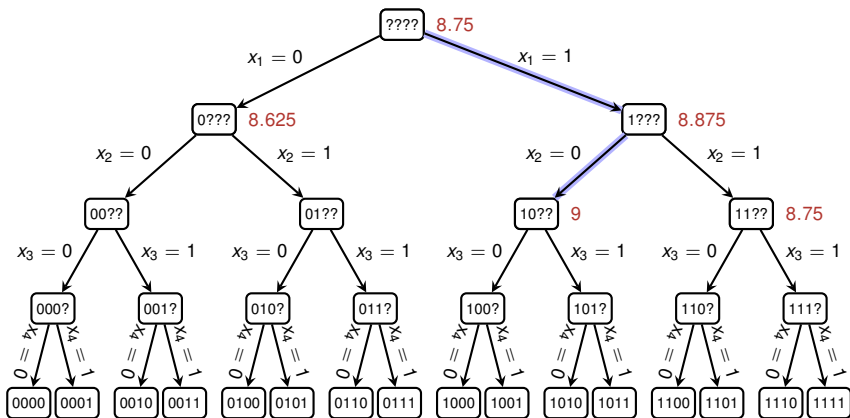 ???? 8.75
x₁ = 0 x₁ = 1
0??? 8.625 1??? 8.875
x₂ = 0 x₂ = 1 x₂ = 0 x₂ = 1
00?? 01?? 10?? 9 11?? 8.75
x₃ = 0 x₃ = 1 x₃ = 0 x₃ = 1 x₃ = 0 x₃ = 1 x₃ = 0 x₃ = 1
000? 001? 010? 011? 100? 101? 110? 111?
x₄ = 0 x₄ = 1 x₄ = 0 x₄ = 1 x₄ = 0 x₄ = 1 x₄ = 0 x₄ = 1 x₄ = 0 x₄ = 1 x₄ = 0 x₄ = 1 x₄ = 0 x₄ = 1 x₄ = 0 x₄ = 1
0000 0001 0010 0011 0100 0101 0110 0111 1000 1001 1010 1011 1100 1101 1110 1111